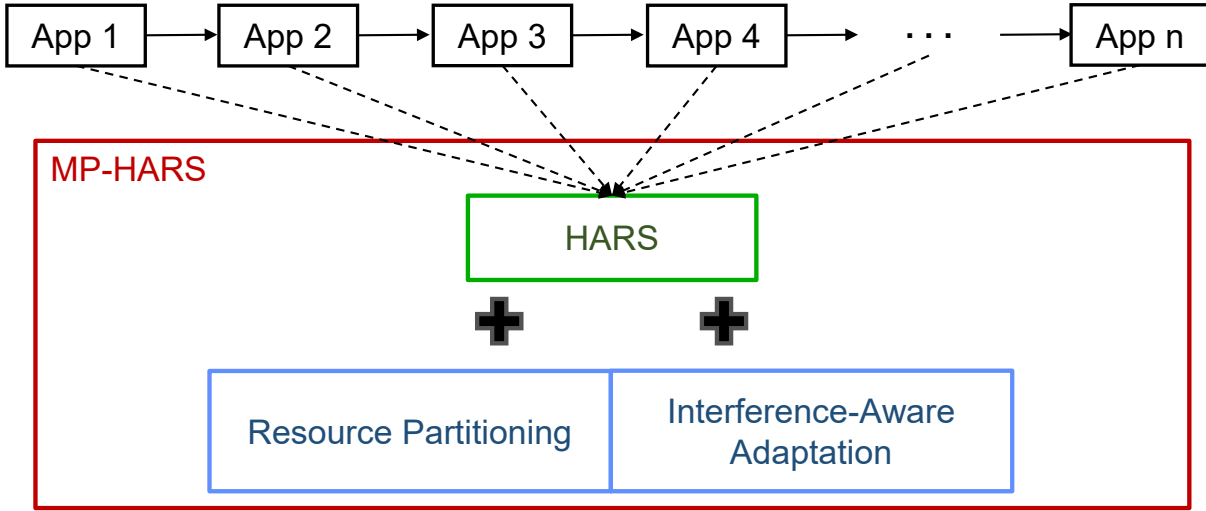 App 1
App 2
App 3
App 4
...
App n
MP-HARS
HARS
Resource Partitioning
Interference-Aware
Adaptation